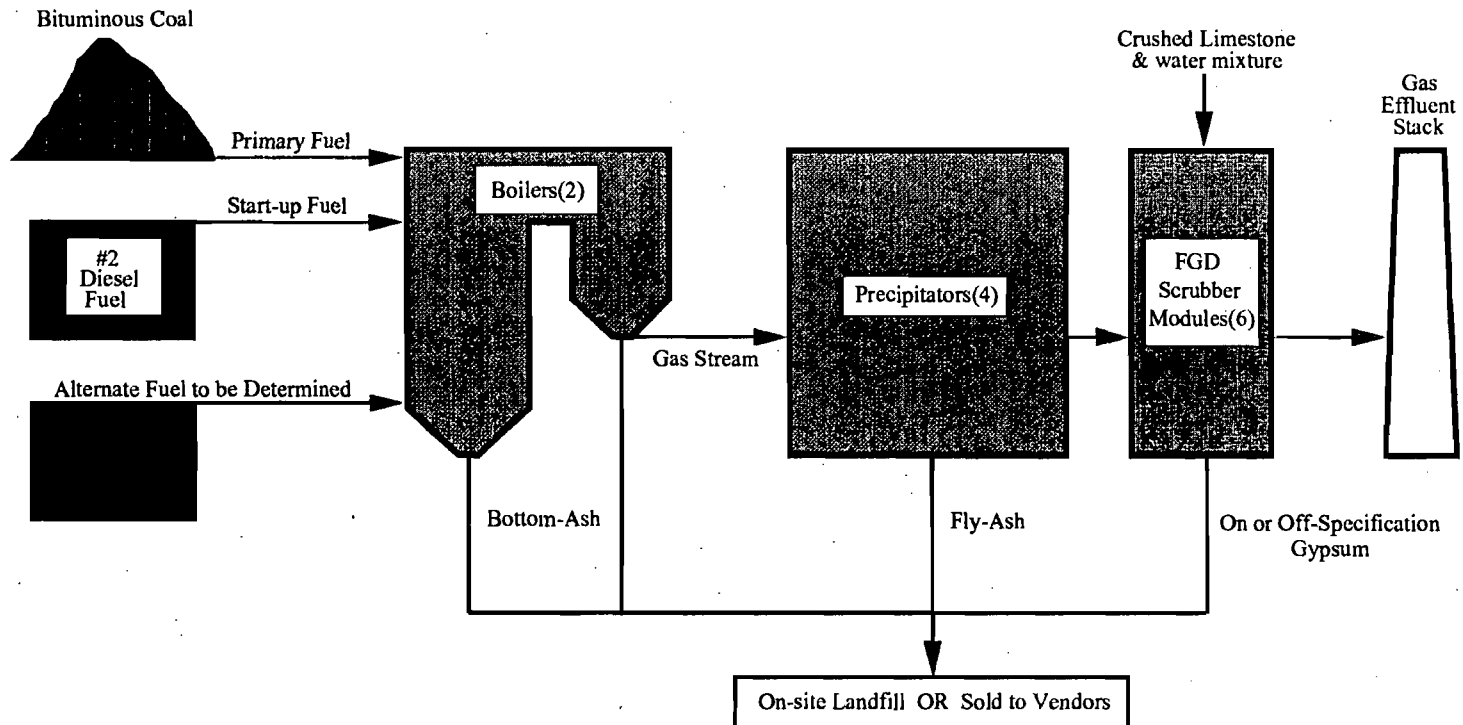 Bituminous Coal
Primary Fuel
Start-up Fuel
#2
Diesel
Fuel
Alternate Fuel to be Determined
Boilers(2)
Bottom-Ash
Gas Stream
Precipitators(4)
Fly-Ash
Crushed Limestone
& water mixture
FGD
Scrubber
Modules(6)
On or Off-Specification
Gypsum
Gas
Effluent
Stack
On-site Landfill OR Sold to Vendors